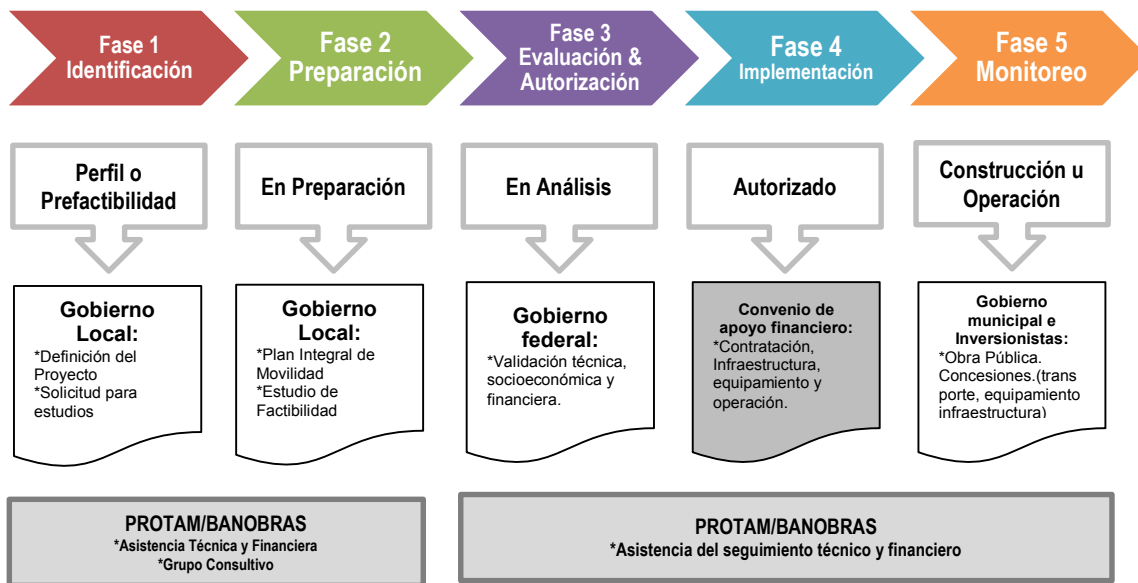 Fase 1
Identificación
Fase 2
Preparación
Fase 3
Evaluación &
Autorización
Fase 4
Implementación
Fase 5
Monitoreo
Perfil o
Prefactibilidad
En Preparación
En Análisis
Autorizado
Construcción u
Operación
Gobierno
Local:
*Definición del
Proyecto
*Solicitud para
estudios
Gobierno
Local:
*Plan Integral de
Movilidad
*Estudio de
Factibilidad
Gobierno
federal:
*Validación técnica,
socioeconómica y
financiera.
Convenio de
apoyo financiero:
*Contratación,
Infraestructura,
equipamiento y
operación.
Gobierno
municipal e
Inversionistas:
*Obra Pública.
Concesiones.(trans
porte, equipamiento
infraestructura)
PROTAM/BANOBRAS
*Asistencia Técnica y Financiera
*Grupo Consultivo
PROTAM/BANOBRAS
*Asistencia del seguimiento técnico y financiero